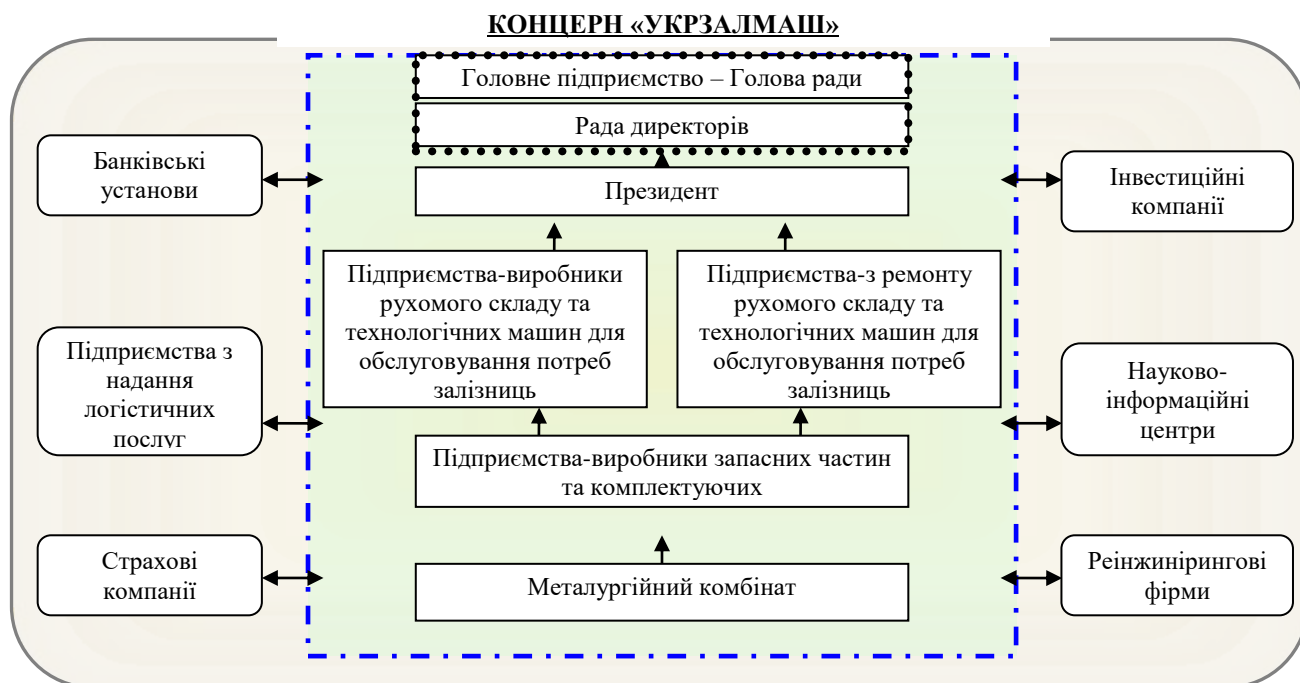 КОНЦЕРН «УКРЗАЛМАШ»
Головне підприємство – Голова ради
Рада директорів
Президент
Банківські
установи
Інвестиційні
компанії
Підприємства-виробники
рухомого складу та
технологічних машин для
обслуговування потреб
залізниць
Підприємства-з ремонту
рухомого складу та
технологічних машин для
обслуговування потреб
залізниць
Підприємства з
надання
логістичних
послуг
Науково-
інформаційні
центри
Підприємства-виробники запасних частин
та комплектуючих
Страхові
компанії
Металургійний комбінат
Реінжинірингові
фірми